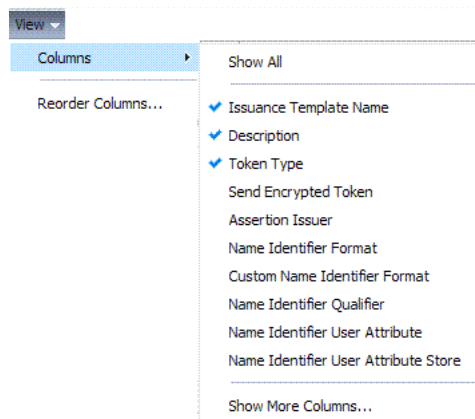 View
Columns
Show All
Reorder Columns...
Issuance Template Name
Description
Token Type
Send Encrypted Token
Assertion Issuer
Name Identifier Format
Custom Name Identifier Format
Name Identifier Qualifier
Name Identifier User Attribute
Name Identifier User Attribute Store
Show More Columns...